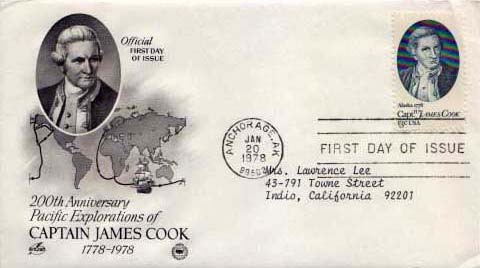 Official
FIRST DAY
OF ISSUE
200th Anniversary
Pacific Explorations of
CAPTAIN JAMES COOK
1778-1978
ANCHORAGE, AK
JAN
20
1978
Alaska 1778
Capt. JAMES COOK
13c USA
FIRST DAY OF ISSUE
Mrs. Lawrence Lee
43-791 Towne Street
Indio, California 92201